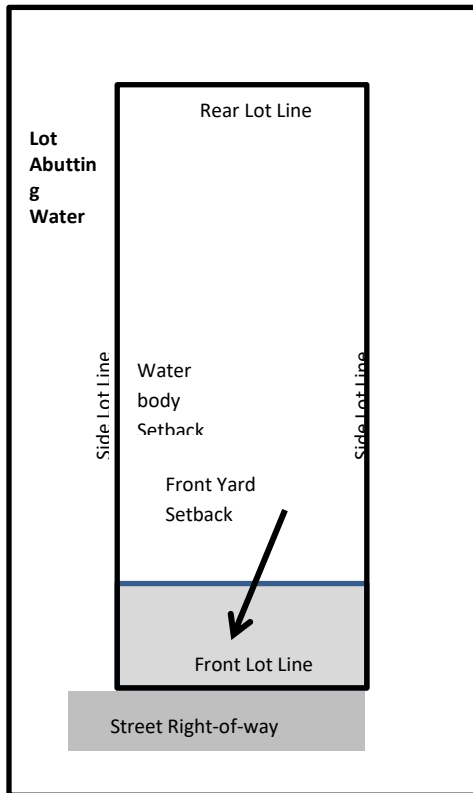 Rear Lot Line
Lot
Abuttin
g
Water
Side Lot Line
Side Lot Line
Water
body
Setback
Front Yard
Setback
Front Lot Line
Street Right-of-way